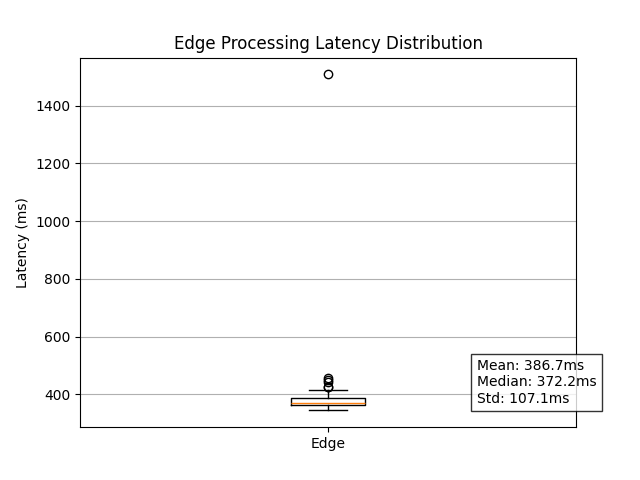 Edge Processing Latency Distribution
1400
1200
1000
800
600
400
Latency (ms)
Mean: 386.7ms
Median: 372.2ms
Std: 107.1ms
Edge